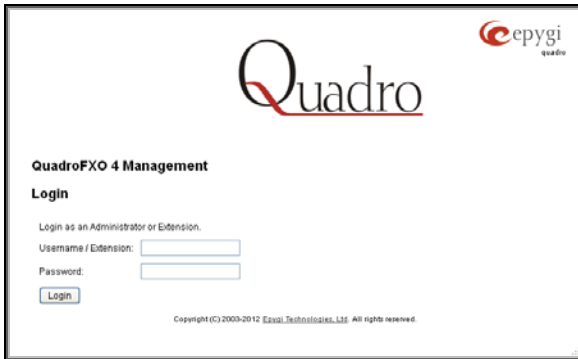 epygi
quadro
Quadro
QuadroFXO 4 Management
Login
Login as an Administrator or Extension.
Username / Extension:
Password:
Login
Copyright (C) 2003-2012 Epygi Technologies, Ltd. All rights reserved.